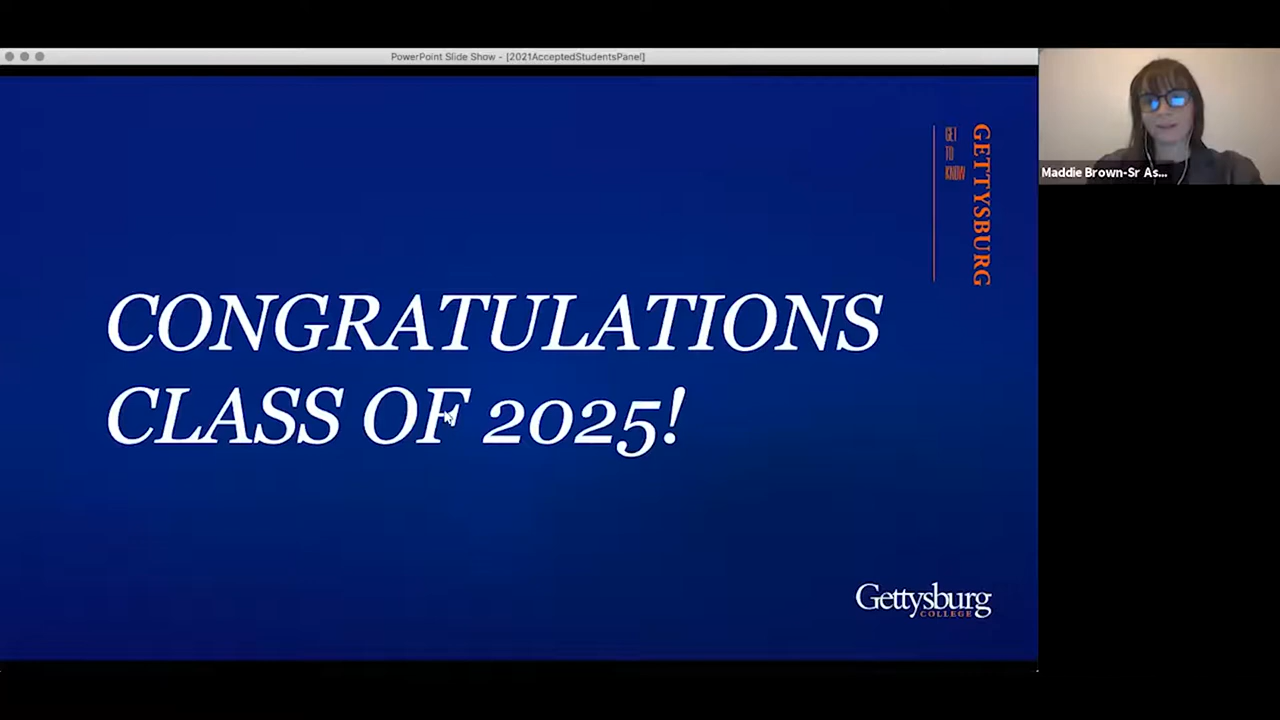 PowerPoint Slide Show - [2021AcceptedStudentsPanel]
GET
TO
KNOW
GETTYSBURG
Maddie Brown-Sr As...
CONGRATULATIONS
CLASS OF 2025!
Gettysburg
COLLEGE